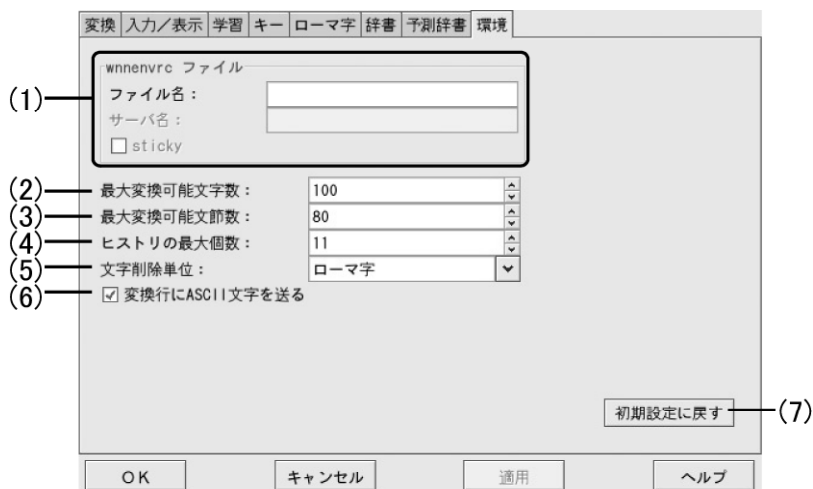 変換 入力／表示 学習 キー ローマ字 辞書 予測辞書 環境
wnnenvrc ファイル
(1) ファイル名：
サーバ名：
sticky
(2) 最大変換可能文字数： 100
(3) 最大変換可能文節数： 80
(4) ヒストリの最大個数： 11
(5) 文字削除単位： ローマ字
(6) 変換行にASCII文字を送る
初期設定に戻す (7)
OK キャンセル 適用 ヘルプ